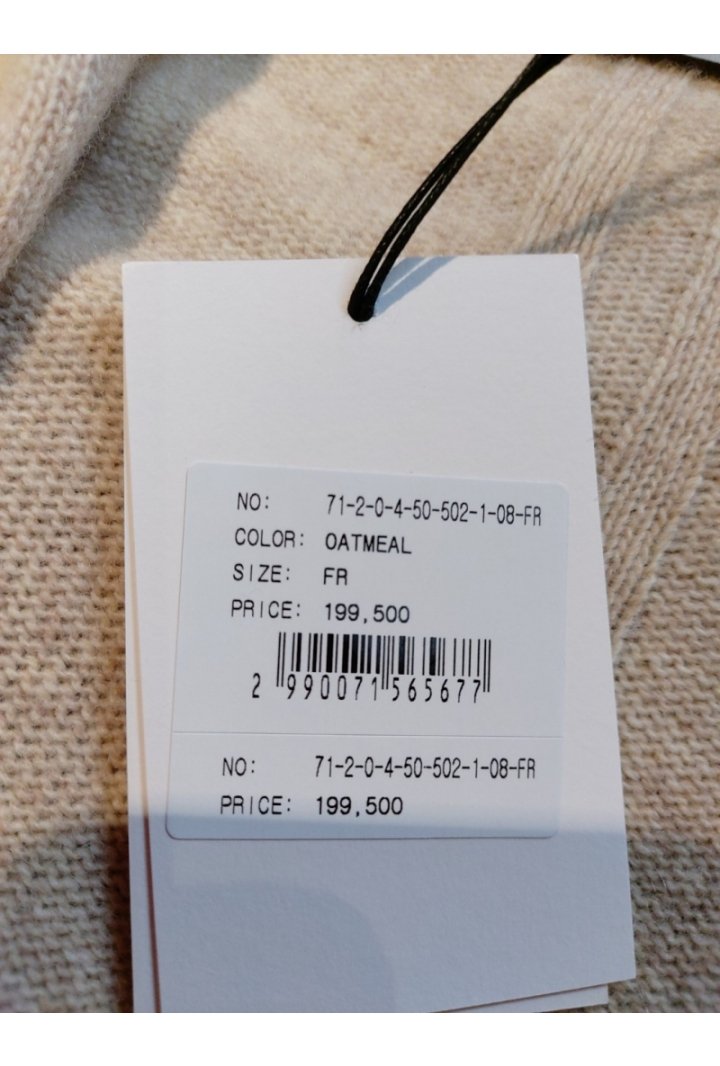 NO: 71-2-0-4-50-502-1-08-FR
COLOR: OATMEAL
SIZE: FR
PRICE: 199,500
2 990071 565677
NO: 71-2-0-4-50-502-1-08-FR
PRICE: 199,500